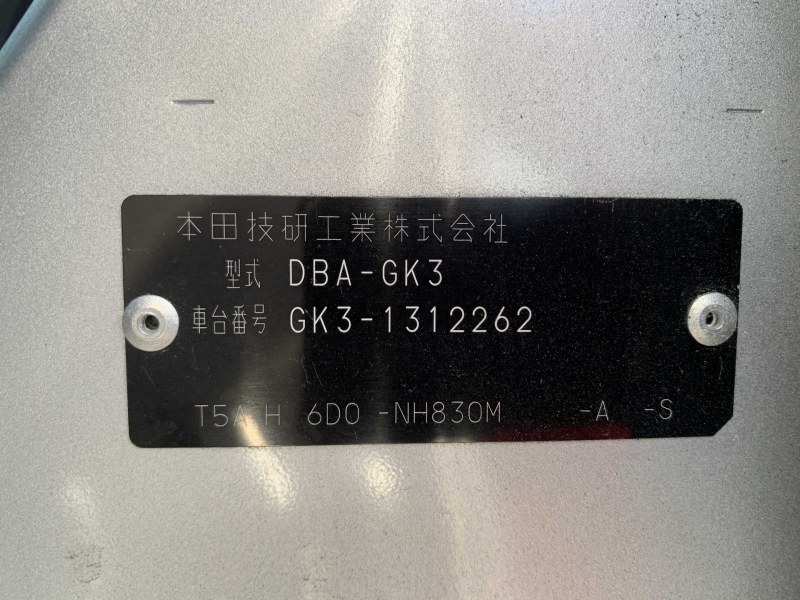 本田技研工業株式会社
型式 DBA-GK3
車台番号 GK3-1312262
T5A H 6D0 -NH830M -A -S